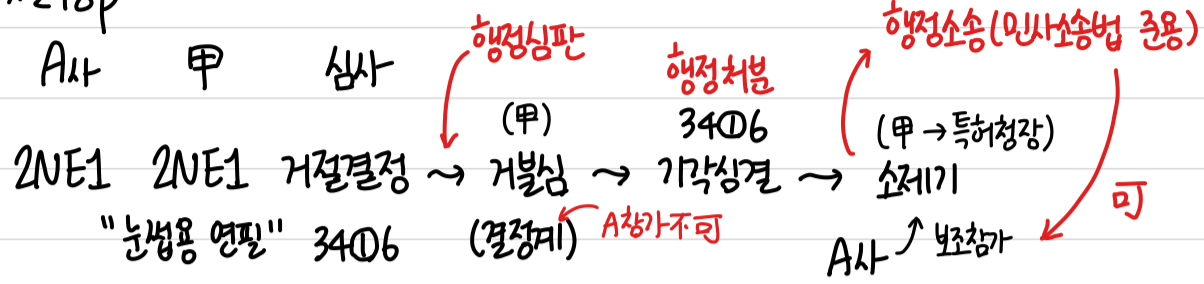 행정심판
행정소송(민사소송법 준용)
A사 甲 심사
행정처분
(甲) 34①6 (甲 → 특허청장)
2NE1 2NE1 거절결정 → 거불심 → 기각심결 → 소제기
可
"눈썹용 연필" 34①6 (결정계) A참가不可
A사 보조참가